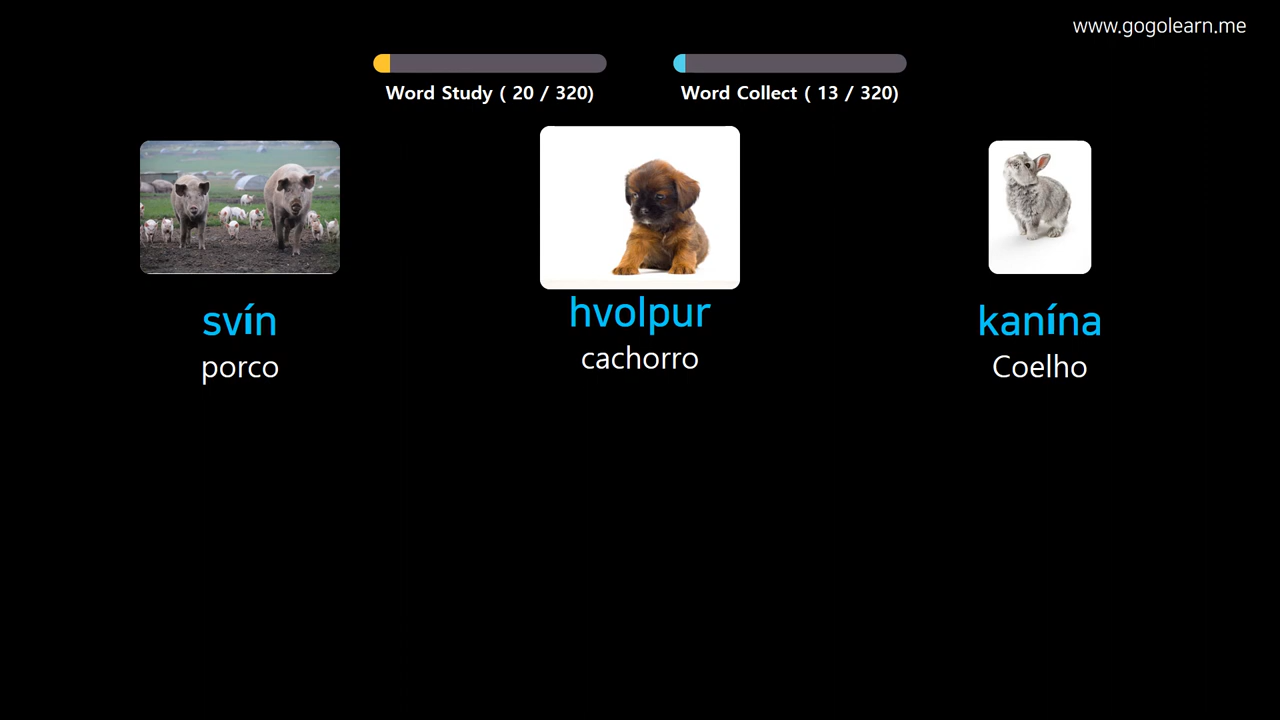 www.gogolearn.me
Word Study ( 20 / 320)
Word Collect ( 13 / 320)
svín
porco
hvolpur
cachorro
kanína
Coelho